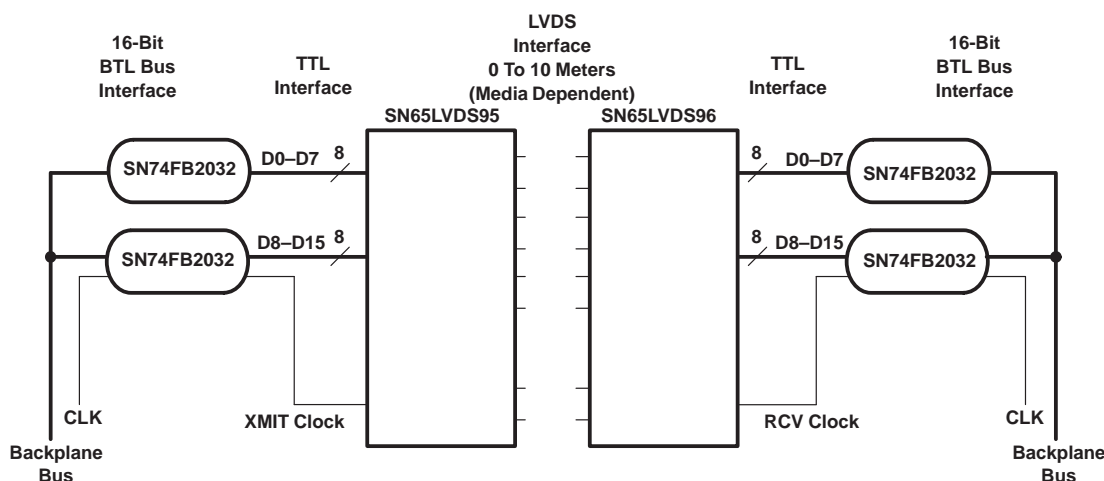 LVDS
Interface
0 To 10 Meters
(Media Dependent)
16-Bit
BTL Bus
Interface
TTL
Interface
TTL
Interface
16-Bit
BTL Bus
Interface
SN65LVDS95
SN65LVDS96
SN74FB2032
D0–D7
8
8
D0–D7
SN74FB2032
SN74FB2032
D8–D15
8
8
D8–D15
SN74FB2032
CLK
XMIT Clock
RCV Clock
CLK
Backplane
Bus
Backplane
Bus